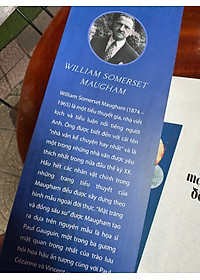 WILLIAM SOMERSET
MAUGHAM
William Somerset Maugham (1874 -
1965) là một tiểu thuyết gia, nhà viết
kịch và tiểu luận nổi tiếng người
Anh. Ông được biết đến với cái tên
"nhà văn kể chuyện hay nhất" và là
một trong những nhà văn được yêu
thích nhất trong nửa đầu thế kỷ XX.
Hầu hết các nhân vật chính trong
những trang tiểu thuyết của
Maugham đều được xây dựng theo
hình mẫu ngoài đời thực. "Mặt trăng
và đồng sáu xu" được Maugham tạo
ra dựa trên nguyên mẫu là họa sĩ
Paul Gauguin, một trong ba gương
mặt quan trọng nhất của trào lưu
hội họa hậu ấn tượng cùng với Paul
Cézanne và Vincent